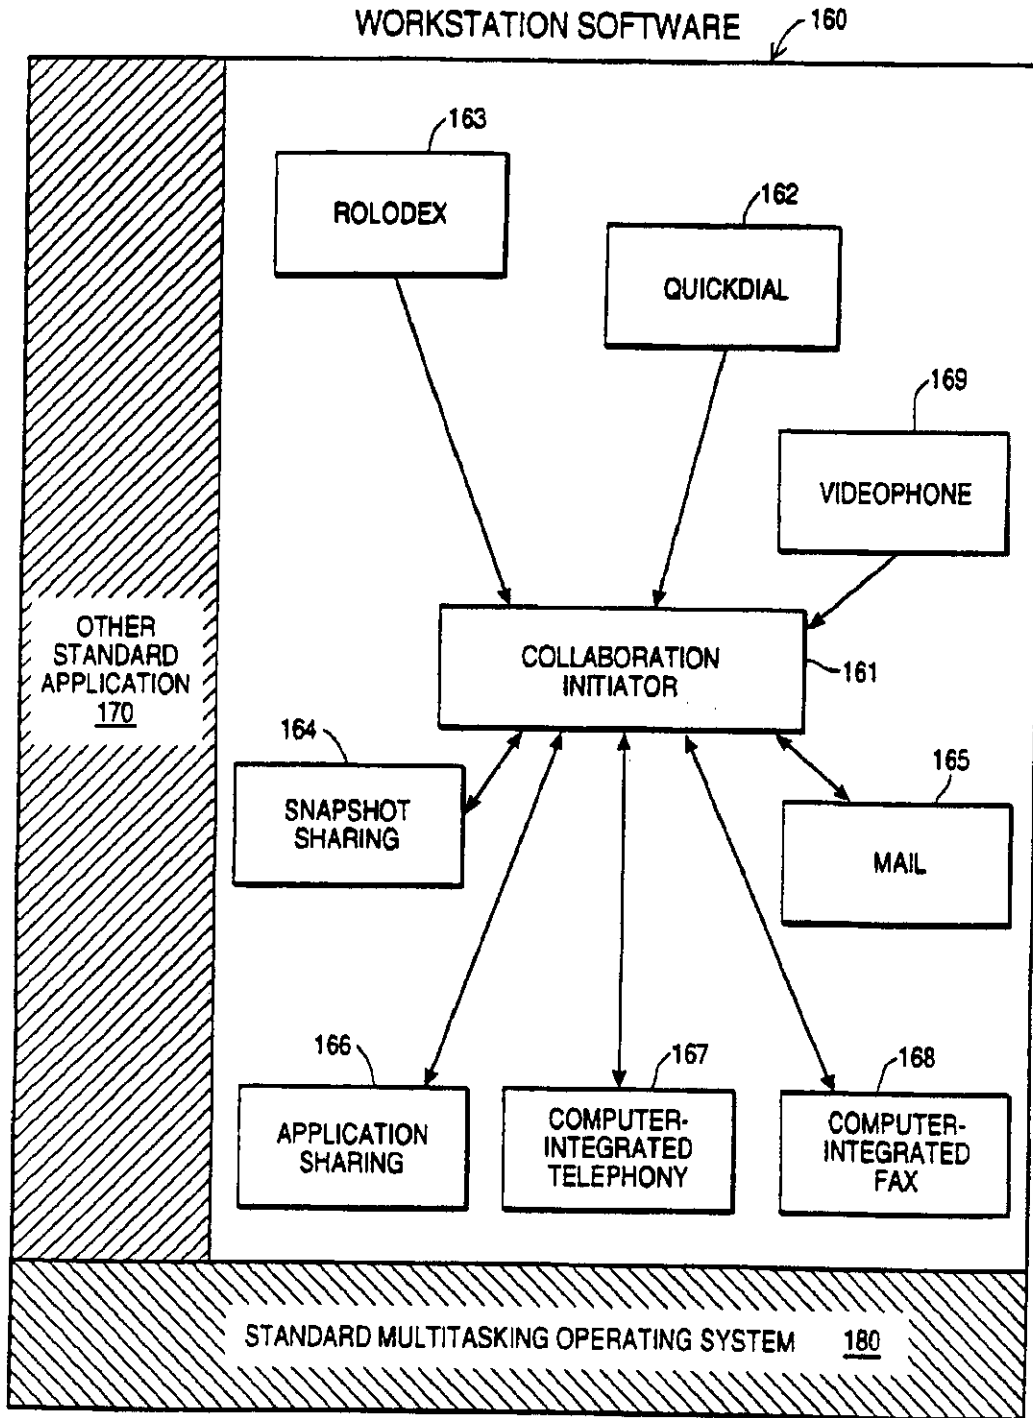 WORKSTATION SOFTWARE
160
163
ROLODEX
162
QUICKDIAL
169
VIDEOPHONE
OTHER
STANDARD
APPLICATION
170
COLLABORATION
INITIATOR
161
164
SNAPSHOT
SHARING
165
MAIL
166
APPLICATION
SHARING
167
COMPUTER-
INTEGRATED
TELEPHONY
168
COMPUTER-
INTEGRATED
FAX
STANDARD MULTITASKING OPERATING SYSTEM 180